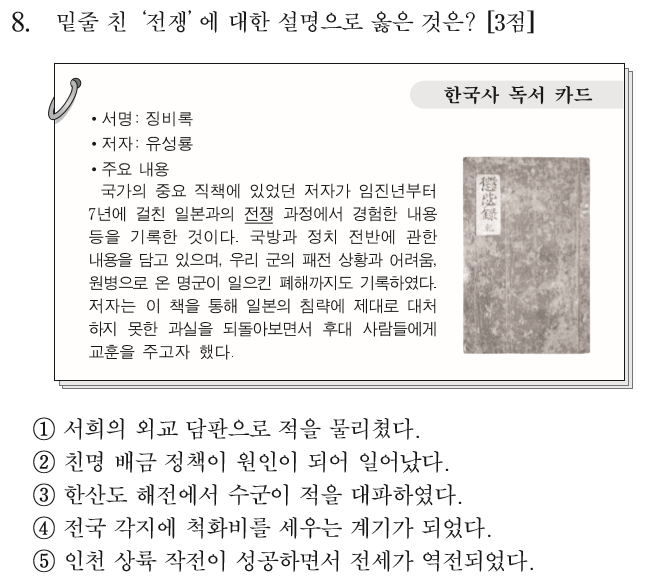 8. 밑줄 친 ‘전쟁’에 대한 설명으로 옳은 것은? [3점]
한국사 독서 카드
• 서명: 징비록
• 저자: 유성룡
• 주요 내용
국가의 중요 직책에 있었던 저자가 임진년부터
7년에 걸친 일본과의 전쟁 과정에서 경험한 내용
등을 기록한 것이다. 국방과 정치 전반에 관한
내용을 담고 있으며, 우리 군의 패전 상황과 어려움,
원병으로 온 명군이 일으킨 폐해까지도 기록하였다.
저자는 이 책을 통해 일본의 침략에 제대로 대처
하지 못한 과실을 되돌아보면서 후대 사람들에게
교훈을 주고자 했다.
懲毖錄 乾
① 서희의 외교 담판으로 적을 물리쳤다.
② 친명 배금 정책이 원인이 되어 일어났다.
③ 한산도 해전에서 수군이 적을 대파하였다.
④ 전국 각지에 척화비를 세우는 계기가 되었다.
⑤ 인천 상륙 작전이 성공하면서 전세가 역전되었다.